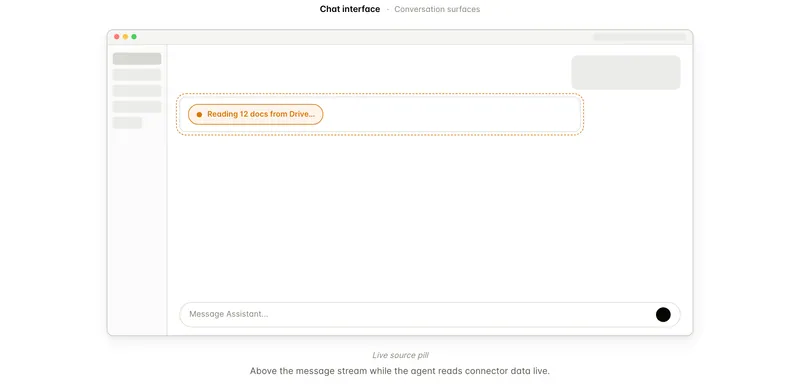 Chat interface · Conversation surfaces
Reading 12 docs from Drive...
Message Assistant...
Live source pill
Above the message stream while the agent reads connector data live.